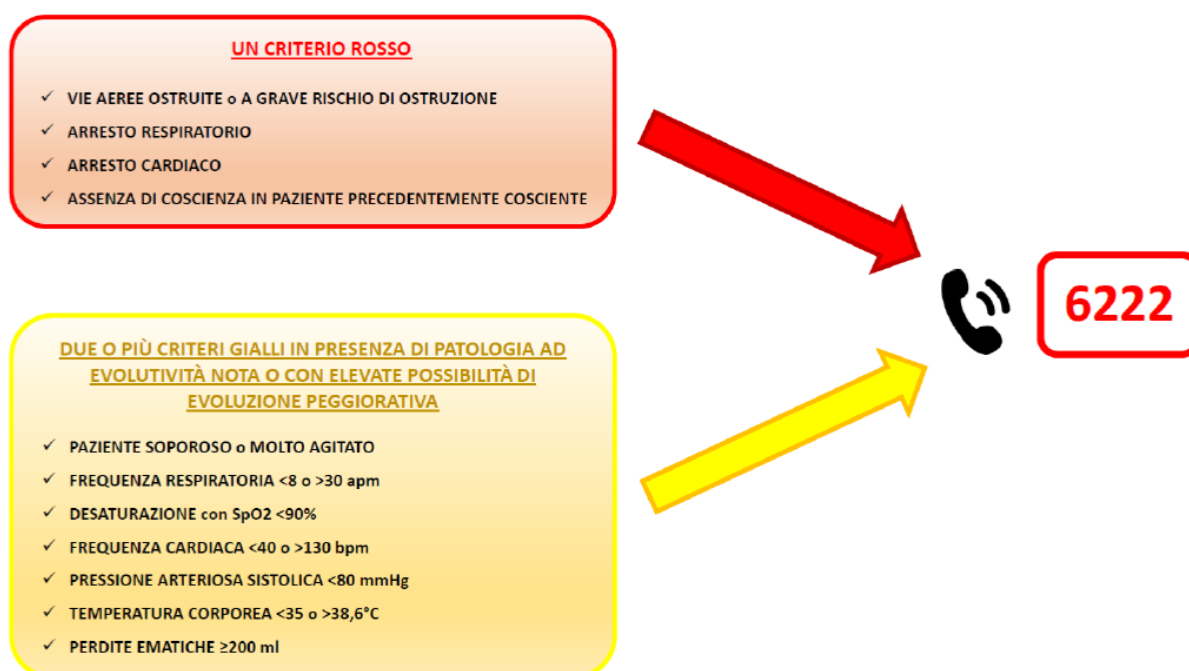 UN CRITERIO ROSSO
✓ VIE AEREE OSTRUITE o A GRAVE RISCHIO DI OSTRUZIONE
✓ ARRESTO RESPIRATORIO
✓ ARRESTO CARDIACO
✓ ASSENZA DI COSCIENZA IN PAZIENTE PRECEDENTEMENTE COSCIENTE
6222
DUE O PIÙ CRITERI GIALLI IN PRESENZA DI PATOLOGIA AD
EVOLUTIVITÀ NOTA O CON ELEVATE POSSIBILITÀ DI
EVOLUZIONE PEGGIORATIVA
✓ PAZIENTE SOPOROSO o MOLTO AGITATO
✓ FREQUENZA RESPIRATORIA <8 o >30 apm
✓ DESATURAZIONE con SpO2 <90%
✓ FREQUENZA CARDIACA <40 o >130 bpm
✓ PRESSIONE ARTERIOSA SISTOLICA <80 mmHg
✓ TEMPERATURA CORPOREA <35 o >38,6°C
✓ PERDITE EMATICHE ≥200 ml